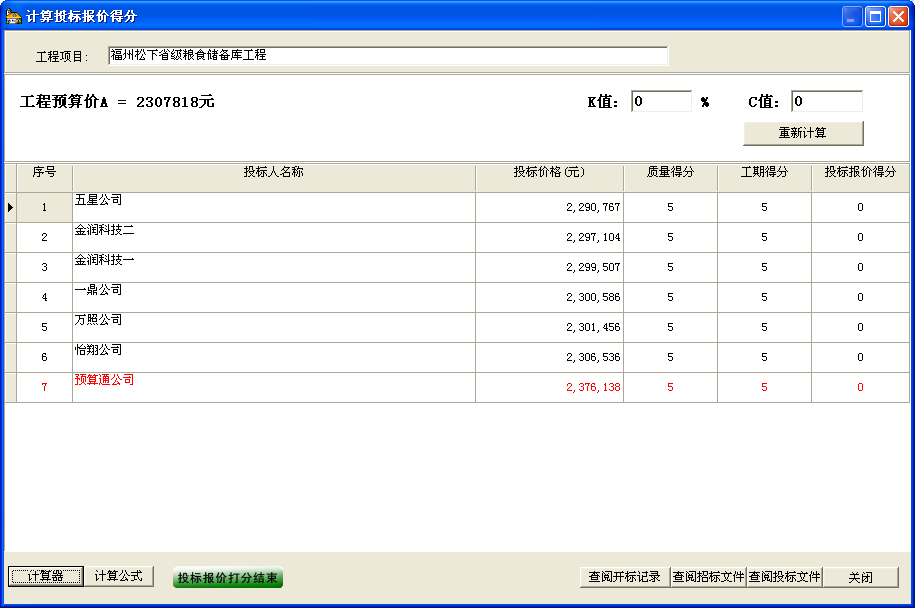 计算投标报价得分
工程项目: 福州松下省级粮食储备库工程
工程预算价A = 2307818元 K值: 0 % C值: 0
重新计算
序号 投标人名称 投标价格(元) 质量得分 工期得分 投标报价得分
1 五星公司 2,290,767 5 5 0
2 金润科技二 2,297,104 5 5 0
3 金润科技一 2,299,507 5 5 0
4 一鼎公司 2,300,586 5 5 0
5 万照公司 2,301,456 5 5 0
6 怡翔公司 2,306,536 5 5 0
7 预算通公司 2,376,138 5 5 0
计算器 计算公式 投标报价打分结束 查阅开标记录 查阅招标文件 查阅投标文件 关闭